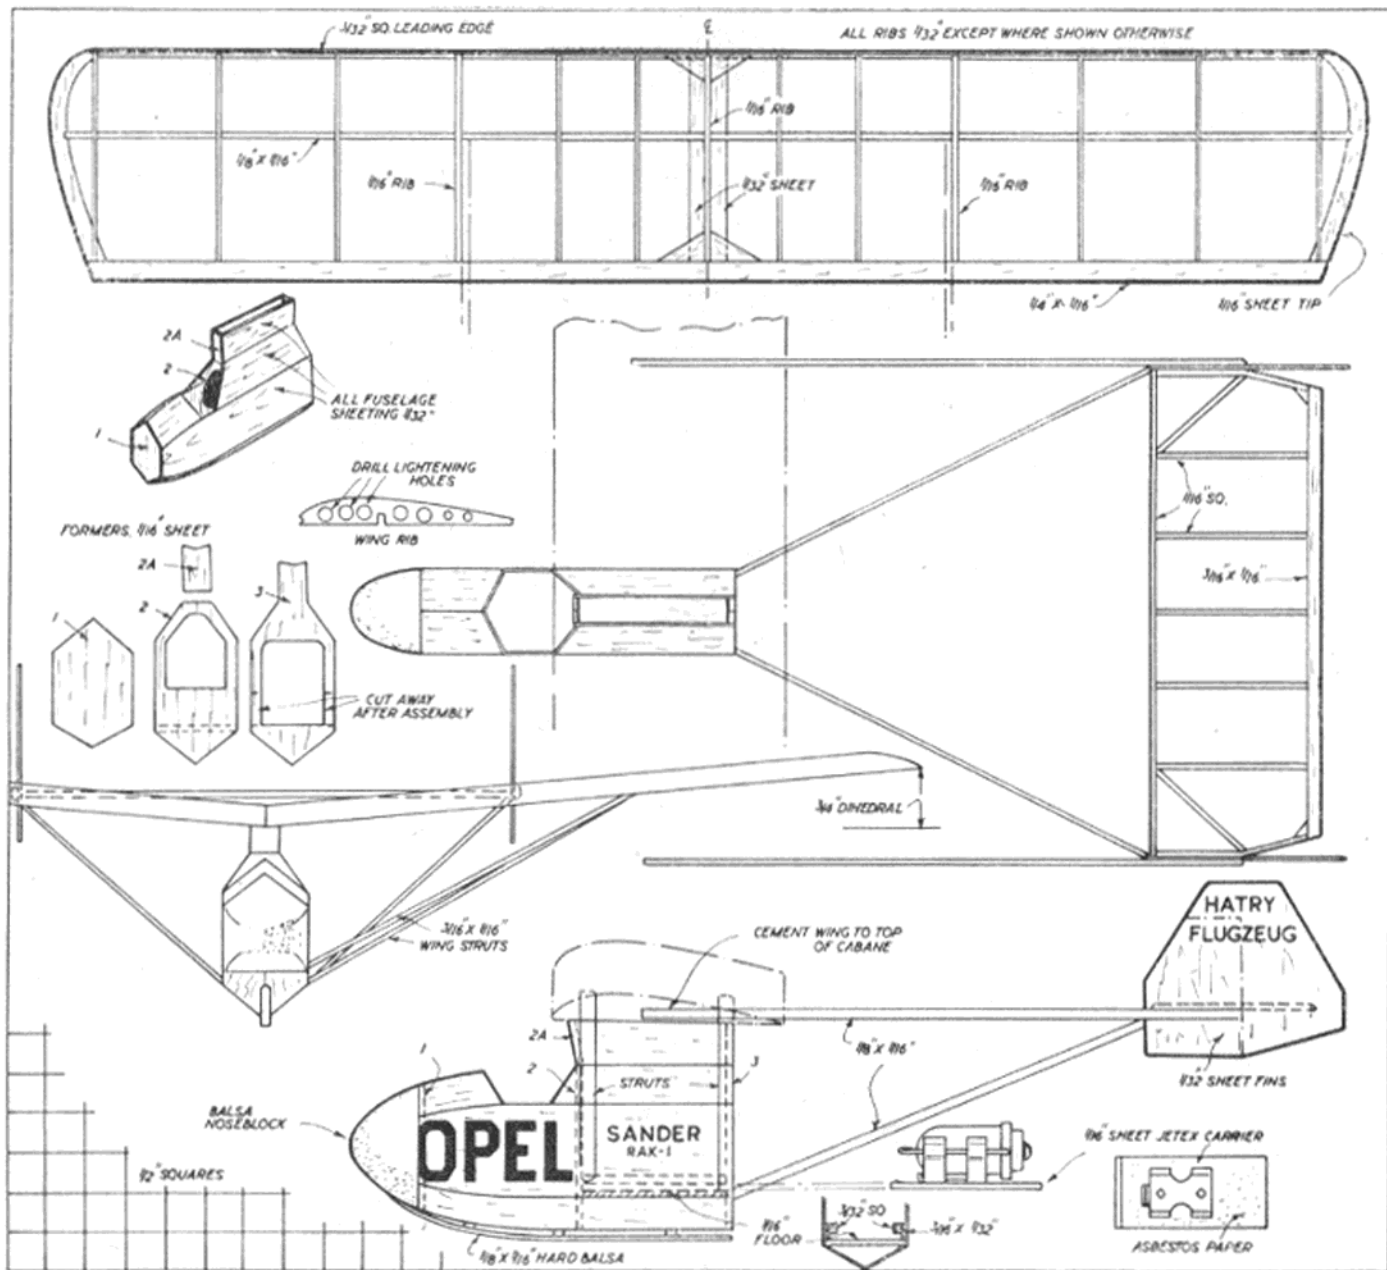 3/32" SQ. LEADING EDGE
℄
ALL RIBS 1/32" EXCEPT WHERE SHOWN OTHERWISE
1/16" RIB
1/8" X 1/16"
1/16" RIB
1/32" SHEET
1/16" RIB
1/4" X 1/16"
1/16" SHEET TIP
2A
2
1
ALL FUSELAGE
SHEETING 1/32"
DRILL LIGHTENING
HOLES
WING RIB
FORMERS, 1/16" SHEET
2A
1
2
3
CUT AWAY
AFTER ASSEMBLY
1/16" SQ.
3/16" X 1/16"
3/4" DIHEDRAL
3/16" X 1/16"
WING STRUTS
CEMENT WING TO TOP
OF CABANE
HATRY
FLUGZEUG
2A
1
2
STRUTS
3
1/8" X 1/16"
1/32" SHEET FINS
BALSA
NOSEBLOCK
OPEL
SANDER
RAK-1
1/16" SHEET JETEX CARRIER
1/2" SQUARES
1/16"
FLOOR
3/32" SQ
3/16" X 1/32"
ASBESTOS PAPER
1/8" X 1/16" HARD BALSA